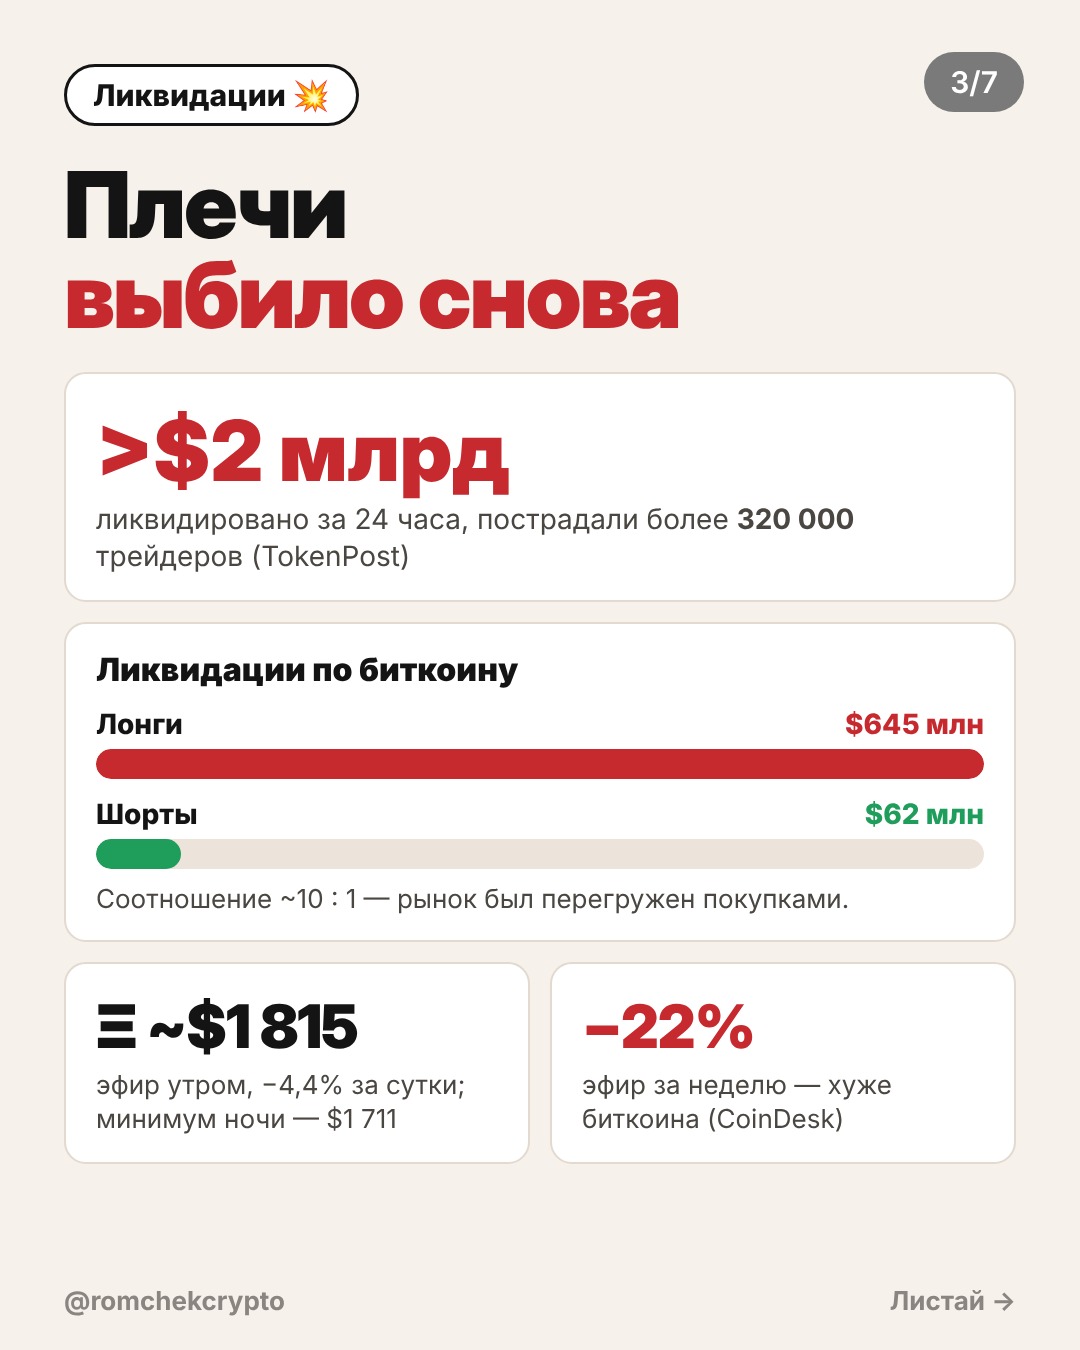 Ликвидации 💥
3/7
Плечи
выбило снова
>$2 млрд
ликвидировано за 24 часа, пострадали более 320 000
трейдеров (TokenPost)
Ликвидации по биткоину
Лонги $645 млн
Шорты $62 млн
Соотношение ~10 : 1 — рынок был перегружен покупками.
Ξ ~$1 815
эфир утром, −4,4% за сутки;
минимум ночи — $1 711
−22%
эфир за неделю — хуже
биткоина (CoinDesk)
@romchekcrypto
Листай →